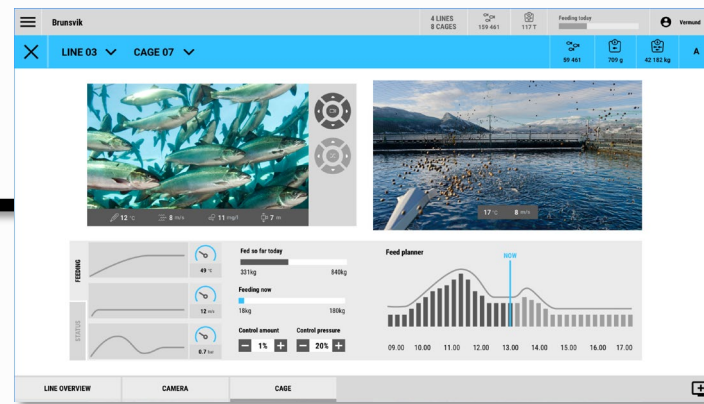 Brunsvik
4 LINES
8 CAGES
159 461
117 T
Feeding today
Vermund
LINE 03
CAGE 07
59 461
709 g
42 182 kg
A
12 °C
8 m/s
11 mg/l
7 m
17 °C
8 m/s
FEEDING
STATUS
49 °C
12 m/s
0.7 bar
Fed so far today
331kg
840kg
Feeding now
18kg
180kg
Control amount
Control pressure
1%
20%
Feed planner
NOW
09.00 10.00 11.00 12.00 13.00 14.00 15.00 16.00 17.00
LINE OVERVIEW
CAMERA
CAGE